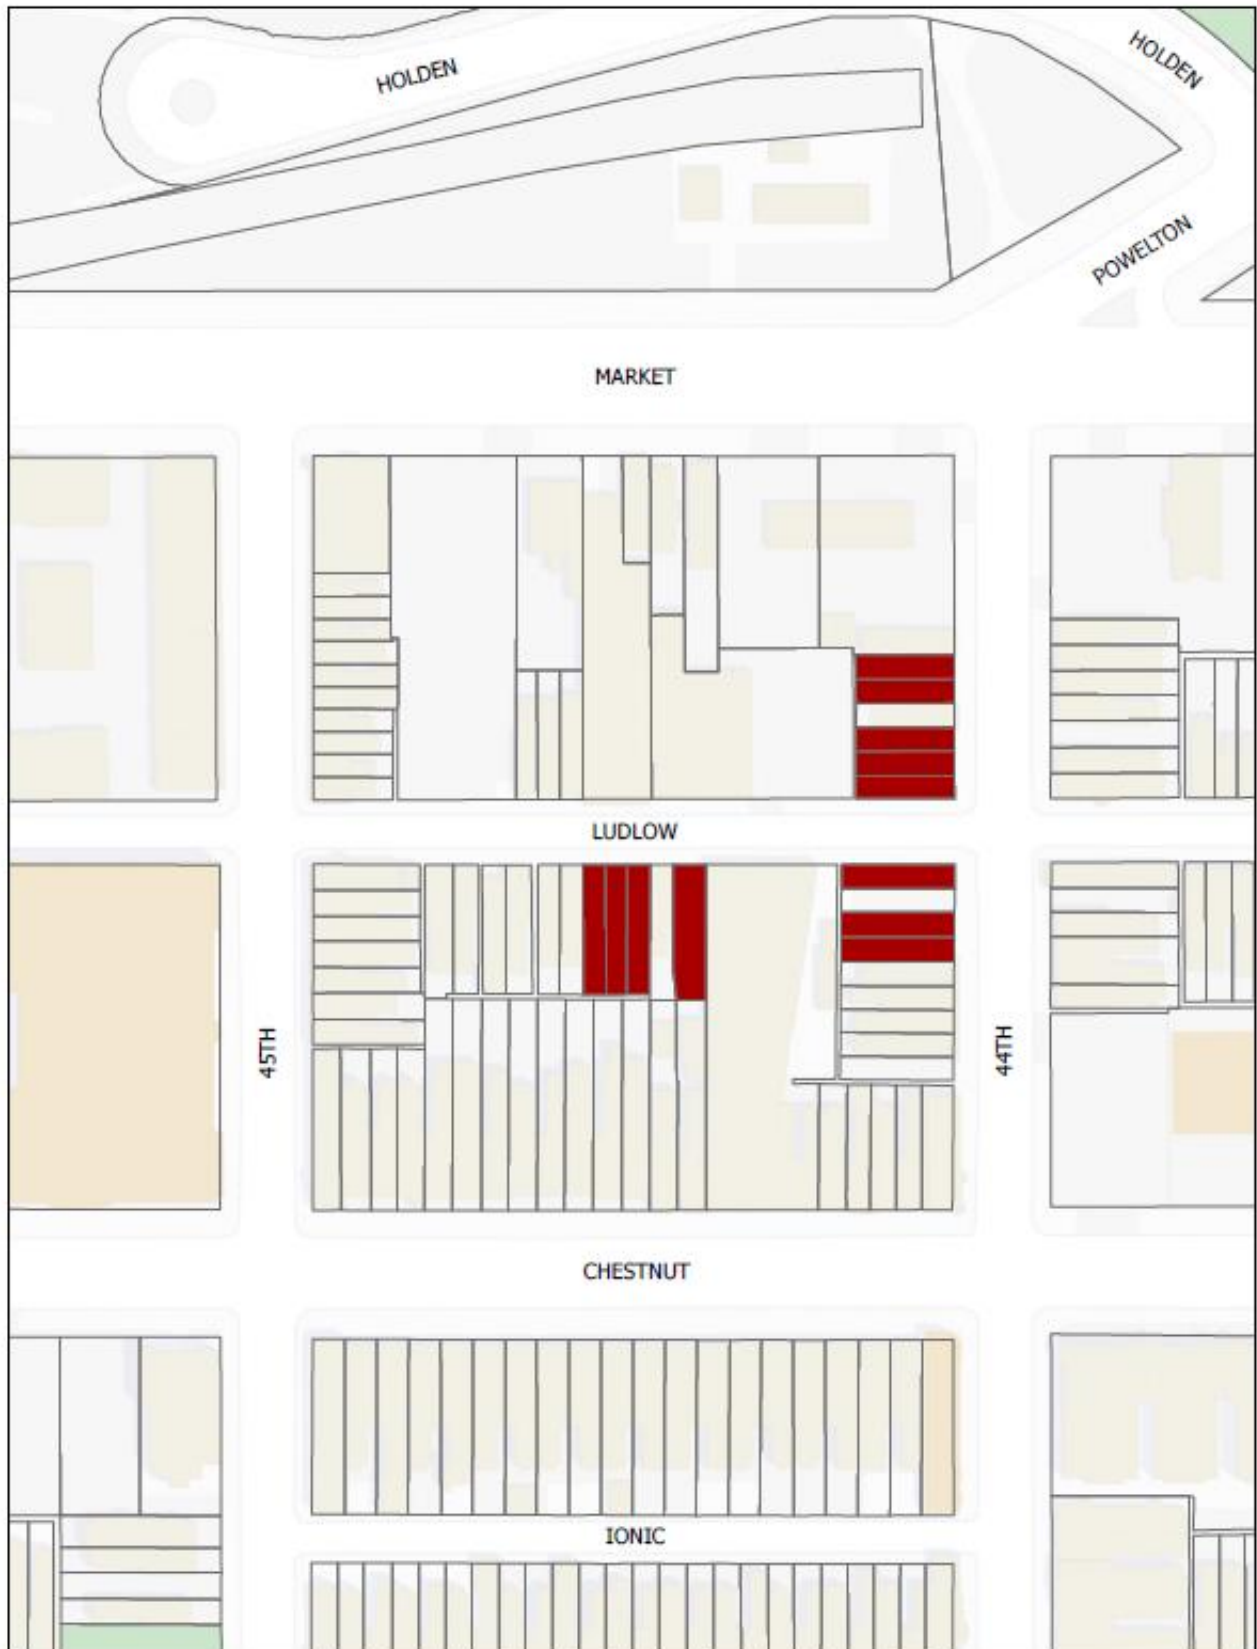 HOLDEN
HOLDEN
POWELTON
MARKET
LUDLOW
45TH
44TH
CHESTNUT
IONIC